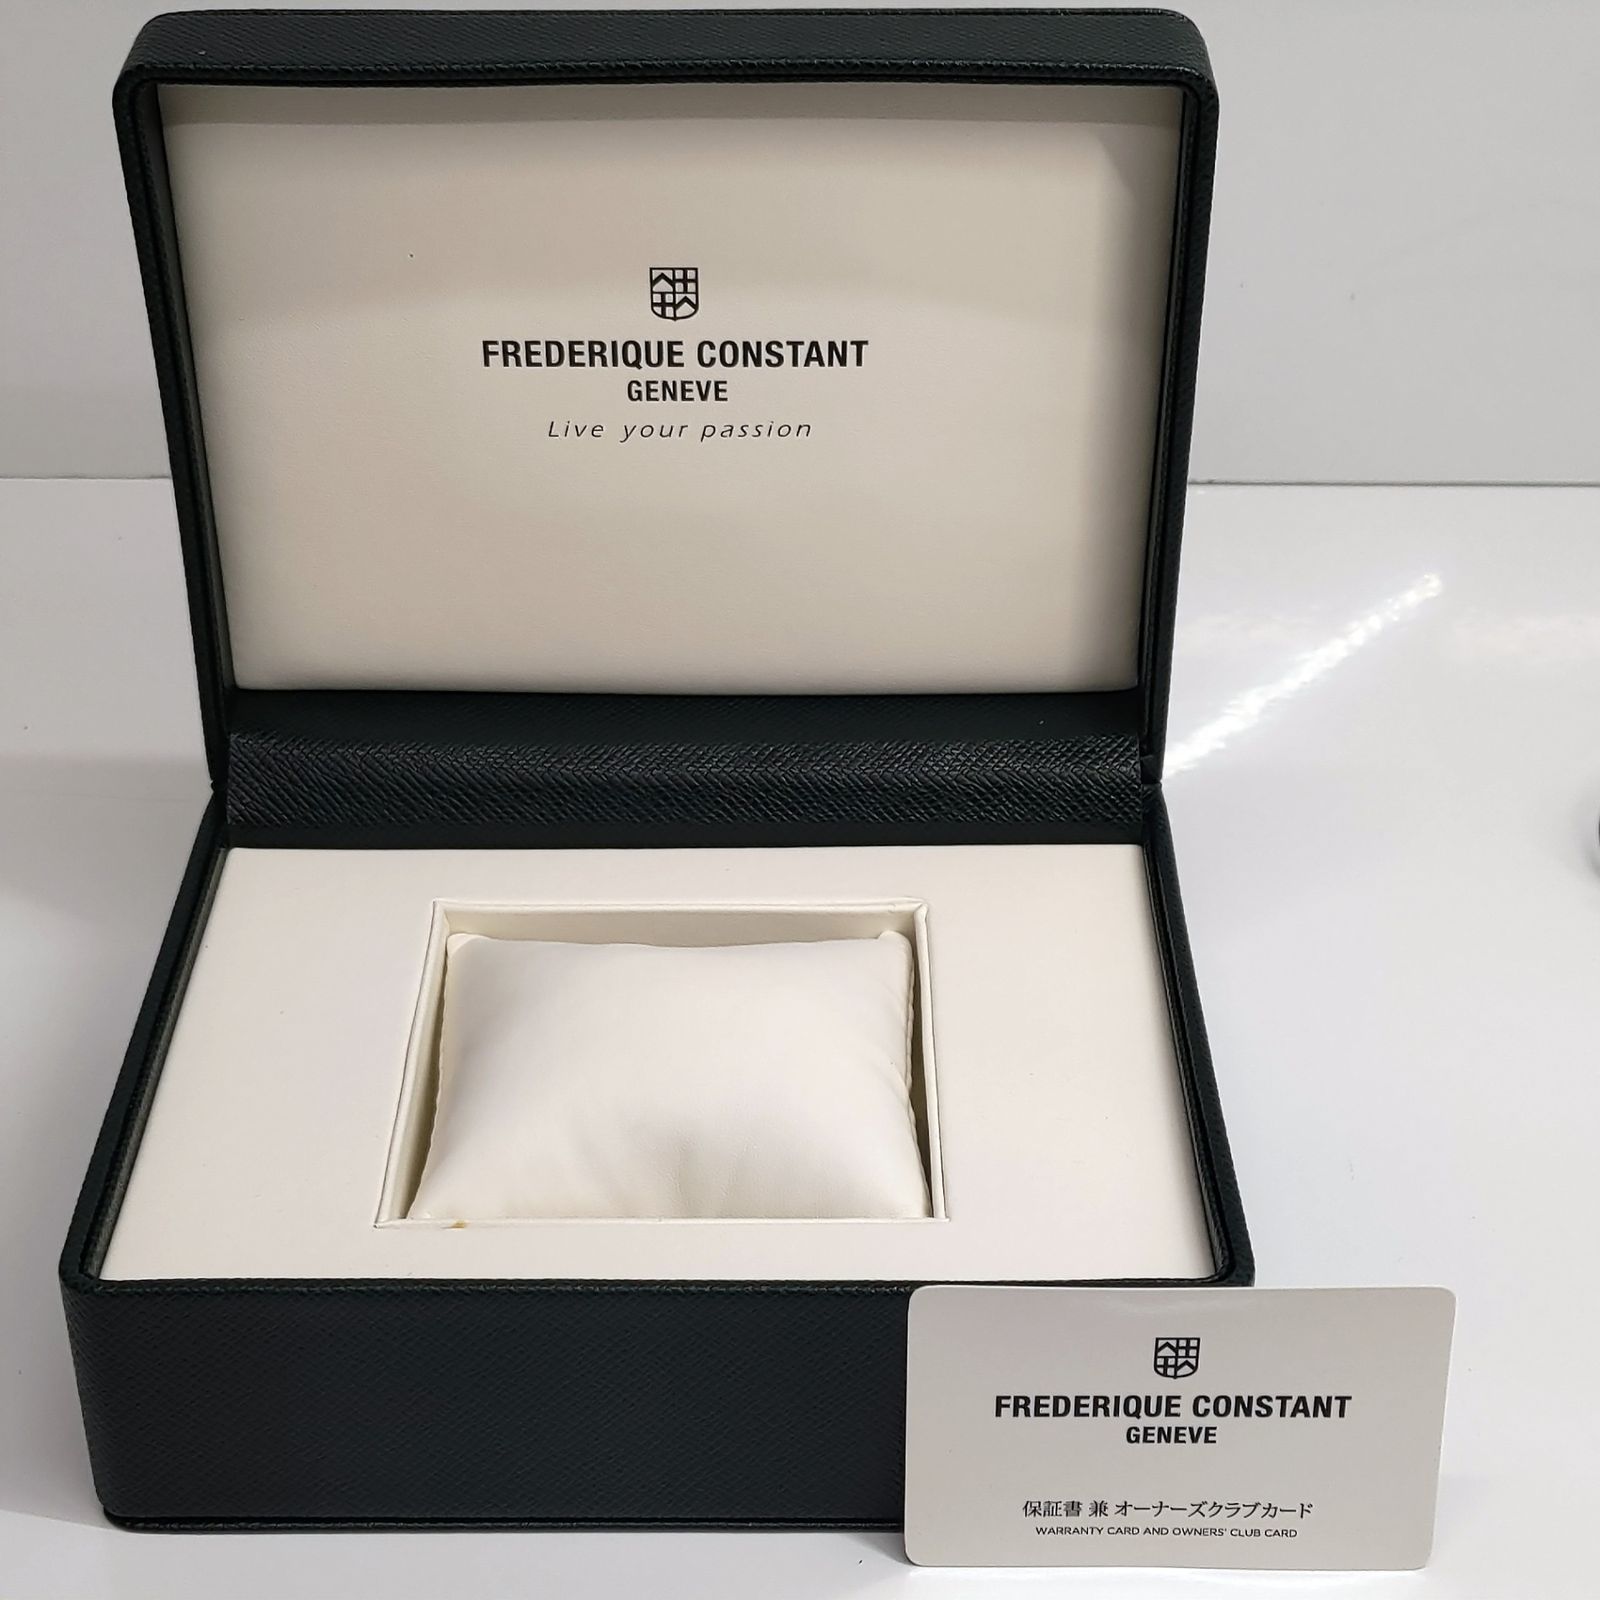 FREDERIQUE CONSTANT
GENEVE
Live your passion
FREDERIQUE CONSTANT
GENEVE
保証書 兼 オーナーズクラブカード
WARRANTY CARD AND OWNERS' CLUB CARD